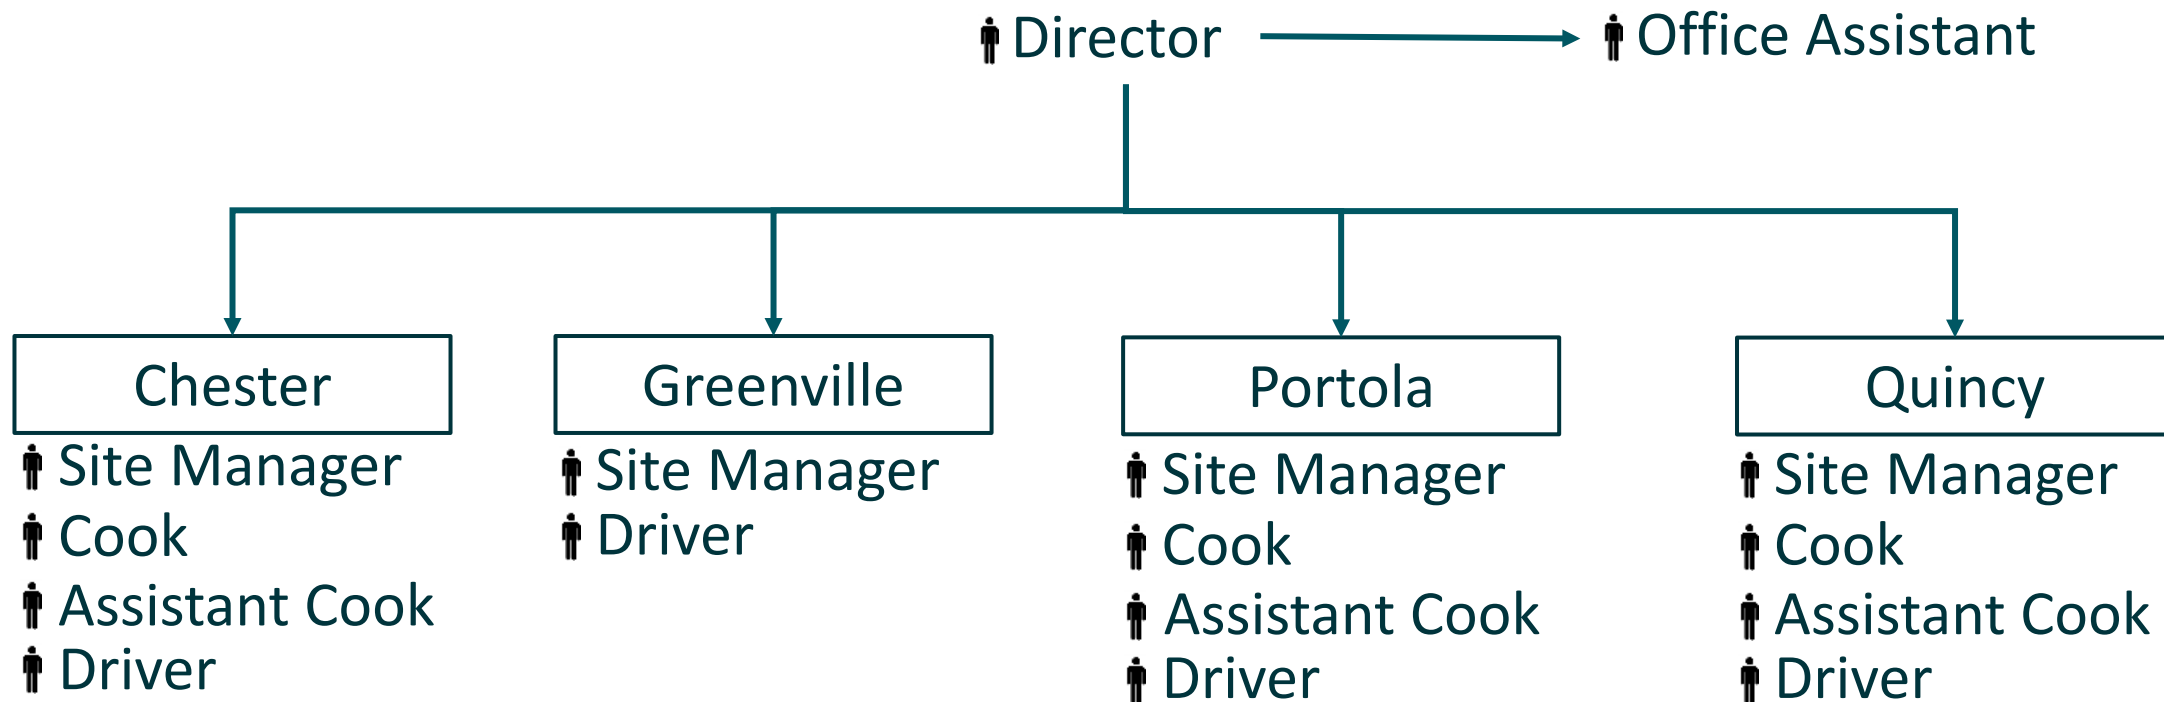 Director
Office Assistant
Chester
Site Manager
Cook
Assistant Cook
Driver
Greenville
Site Manager
Driver
Portola
Site Manager
Cook
Assistant Cook
Driver
Quincy
Site Manager
Cook
Assistant Cook
Driver